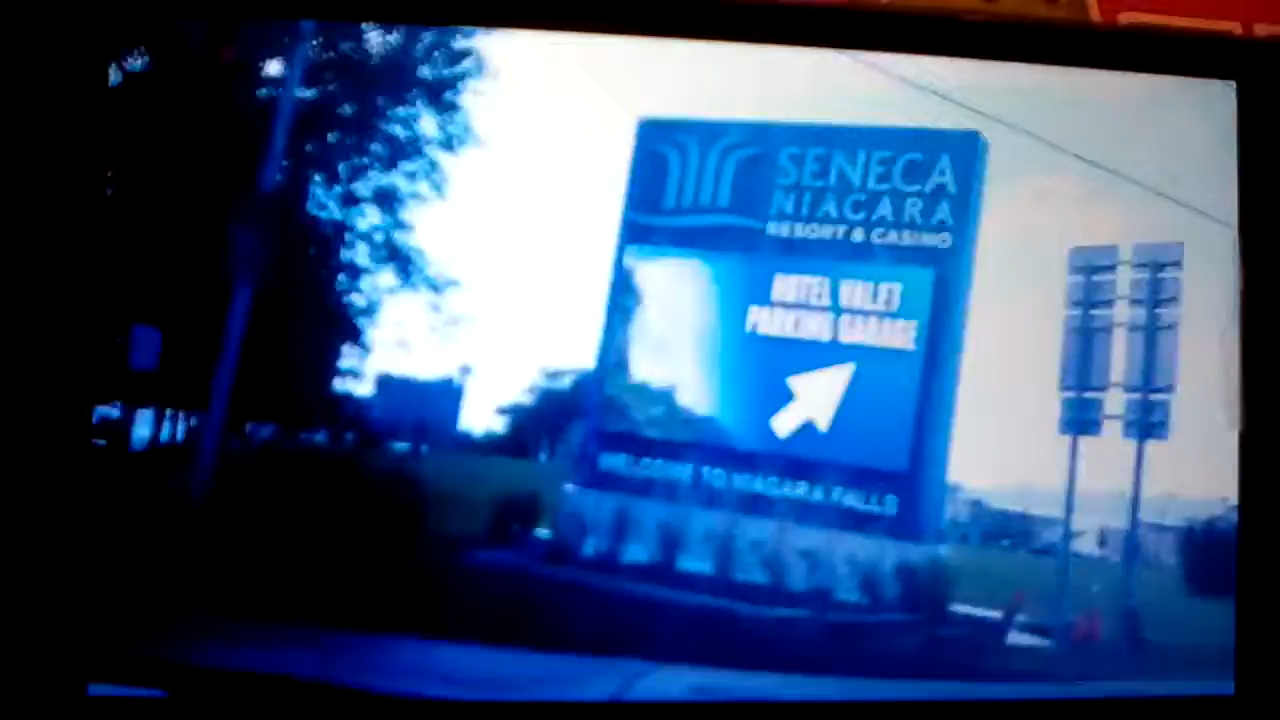 SENECA
NIAGARA
RESORT & CASINO
HOTEL VALET
PARKING GARAGE
WELCOME TO NIAGARA FALLS